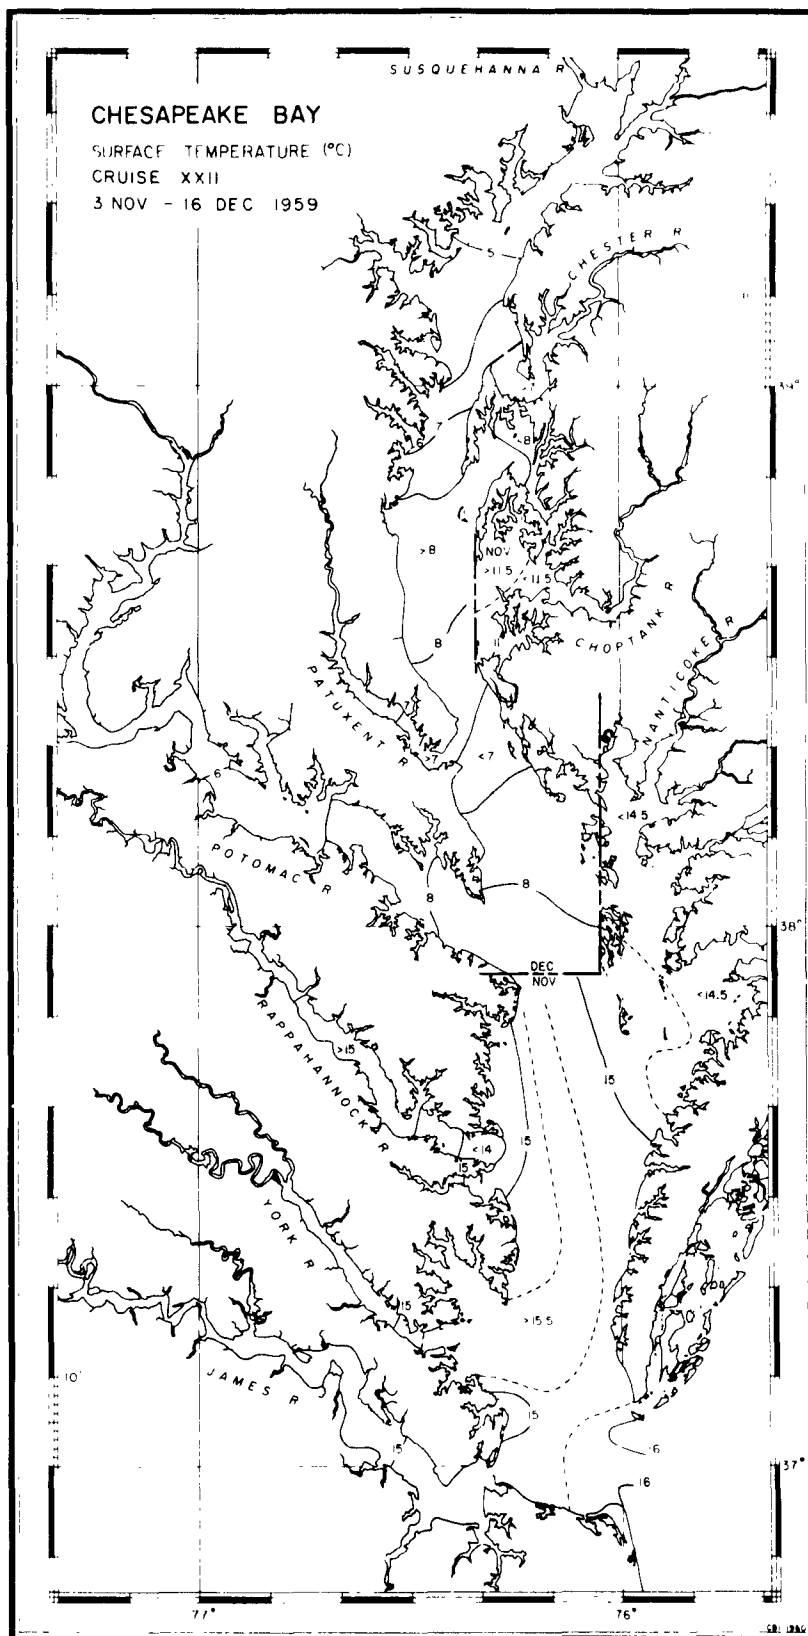 SUSQUEHANNA R
CHESAPEAKE BAY
SURFACE TEMPERATURE (°C)
CRUISE XXII
3 NOV - 16 DEC 1959
5
CHESTER R
39°
7
<8
>8
NOV
>11.5
<11.5
8
11
CHOPTANK R
NANTICOKE R
PATUXENT R
7
>7
<7
6
<14.5
POTOMAC R
8
8
38°
DEC
NOV
<14.5
RAPPAHANNOCK R
>15
15
15
<14
15
YORK R
15
>15.5
10'
JAMES R
15
15
16
37°
16
77°
76°